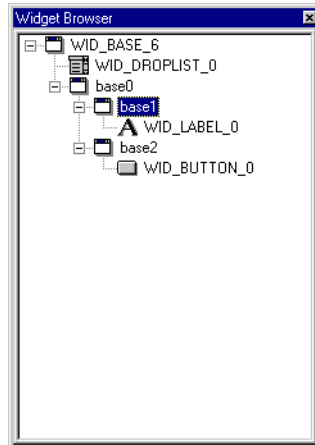 Widget Browser
WID_BASE_6
WID_DROPLIST_0
base0
base1
A WID_LABEL_0
base2
WID_BUTTON_0